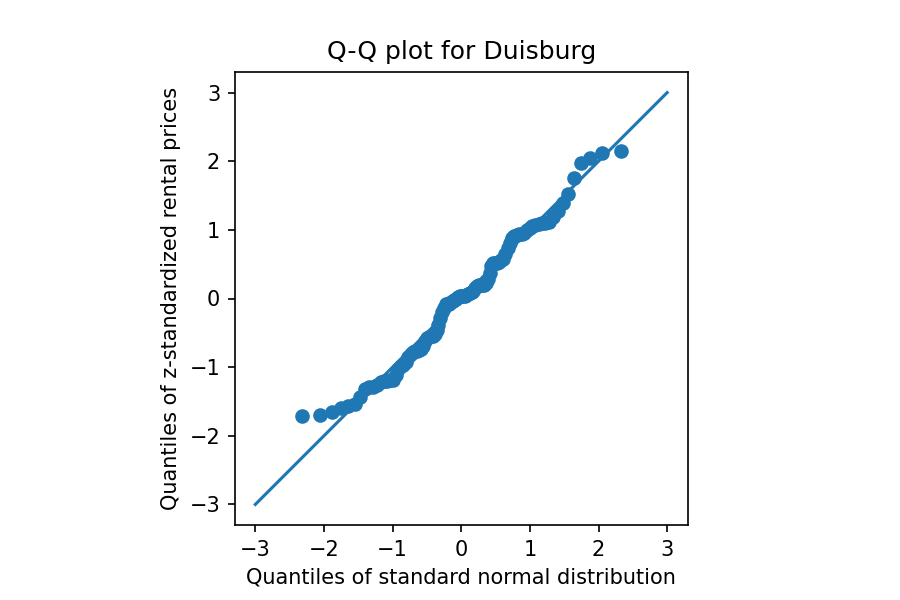 Q-Q plot for Duisburg
Quantiles of z-standardized rental prices
3
2
1
0
−1
−2
−3
−3 −2 −1 0 1 2 3
Quantiles of standard normal distribution